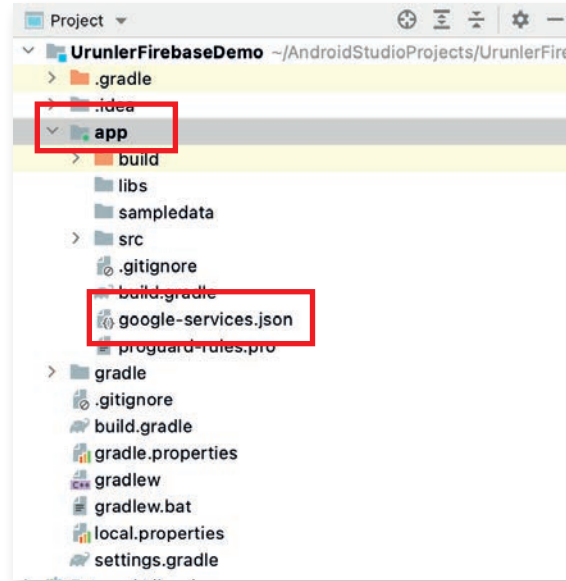 Project
UrunlerFirebaseDemo ~/AndroidStudioProjects/UrunlerFire
.gradle
.idea
app
build
libs
sampledata
src
.gitignore
build.gradle
google-services.json
proguard-rules.pro
gradle
.gitignore
build.gradle
gradle.properties
gradlew
gradlew.bat
local.properties
settings.gradle